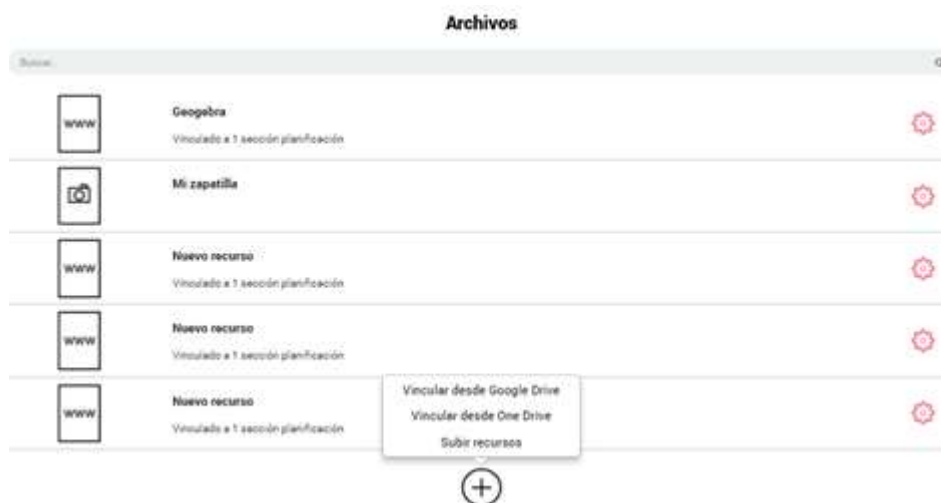 Archivos
Buscar...
www
Geogebra
Vinculado a 1 sección planificación
Mi zapatilla
www
Nuevo recurso
Vinculado a 1 sección planificación
www
Nuevo recurso
Vinculado a 1 sección planificación
www
Nuevo recurso
Vinculado a 1 sección planificación
Vincular desde Google Drive
Vincular desde One Drive
Subir recursos